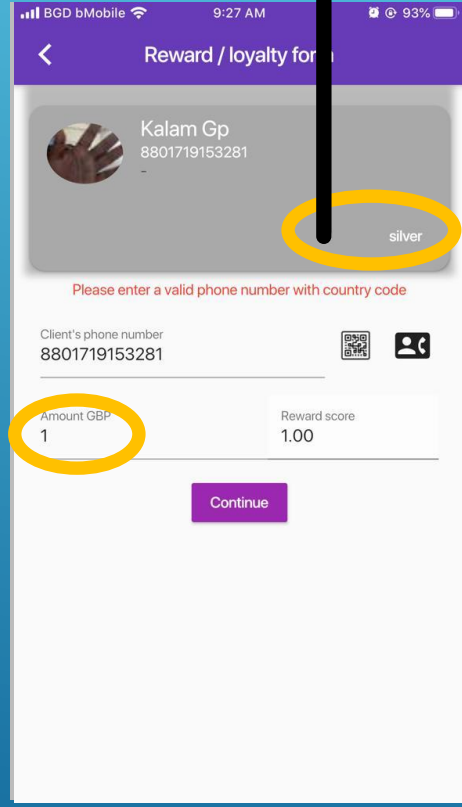 BGD bMobile 9:27 AM 93%
Reward / loyalty for
Kalam Gp
8801719153281
-
silver
Please enter a valid phone number with country code
Client's phone number
8801719153281
Amount GBP Reward score
1 1.00
Continue